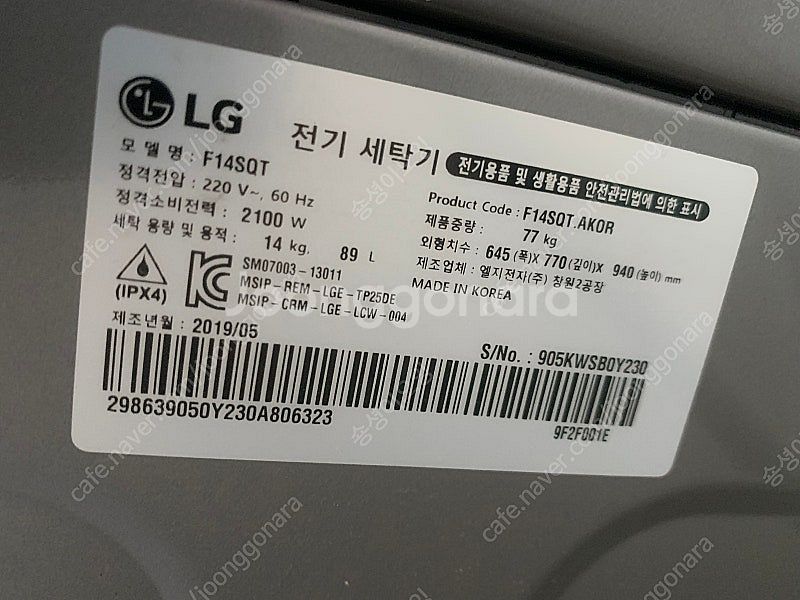 LG 전기 세탁기 전기용품 및 생활용품 안전관리법에 의한 표시
모 델 명 : F14SQT
정격전압 : 220 V~, 60 Hz
정격소비전력 : 2100 W
세탁 용량 및 용적 : 14 kg, 89 L
Product Code : F14SQT.AKOR
제품중량 : 77 kg
외형치수 : 645 (폭)X 770 (깊이)X 940 (높이) mm
제조업체 : 엘지전자(주) 창원2공장
MADE IN KOREA
(IPX4)
SM07003-13011
MSIP-REM-LGE-TP25DE
MSIP-CRM-LGE-LCW-004
제조년월 : 2019/05
S/No. : 905KWSB0Y230
298639050Y230A806323
9F2F001E
joonggonara
cafe.naver.com/joonggonara